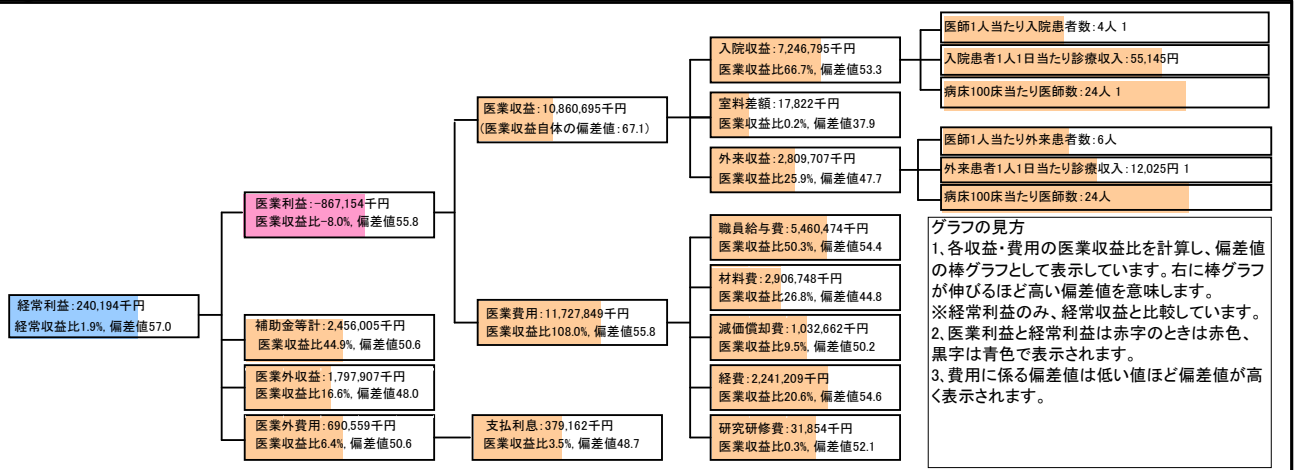 経常利益:240,194千円
経常収益比1.9%, 偏差値57.0
医業利益:-867,154千円
医業収益比-8.0%, 偏差値55.8
補助金等計:2,456,005千円
医業収益比44.9%, 偏差値50.6
医業外収益:1,797,907千円
医業収益比16.6%, 偏差値48.0
医業外費用:690,559千円
医業収益比6.4%, 偏差値50.6
医業収益:10,860,695千円
(医業収益自体の偏差値:67.1)
医業費用:11,727,849千円
医業収益比108.0%, 偏差値55.8
支払利息:379,162千円
医業収益比3.5%, 偏差値48.7
入院収益:7,246,795千円
医業収益比66.7%, 偏差値53.3
室料差額:17,822千円
医業収益比0.2%, 偏差値37.9
外来収益:2,809,707千円
医業収益比25.9%, 偏差値47.7
職員給与費:5,460,474千円
医業収益比50.3%, 偏差値54.4
材料費:2,906,748千円
医業収益比26.8%, 偏差値44.8
減価償却費:1,032,662千円
医業収益比9.5%, 偏差値50.2
経費:2,241,209千円
医業収益比20.6%, 偏差値54.6
研究研修費:31,854千円
医業収益比0.3%, 偏差値52.1
医師1人当たり入院患者数:4人 1
入院患者1人1日当たり診療収入:55,145円
病床100床当たり医師数:24人 1
医師1人当たり外来患者数:6人
外来患者1人1日当たり診療収入:12,025円 1
病床100床当たり医師数:24人
グラフの見方
1、各収益・費用の医業収益比を計算し、偏差値
の棒グラフとして表示しています。右に棒グラフ
が伸びるほど高い偏差値を意味します。
※経常利益のみ、経常収益と比較しています。
2、医業利益と経常利益は赤字のときは赤色、
黒字は青色で表示されます。
3、費用に係る偏差値は低い値ほど偏差値が高
く表示されます。